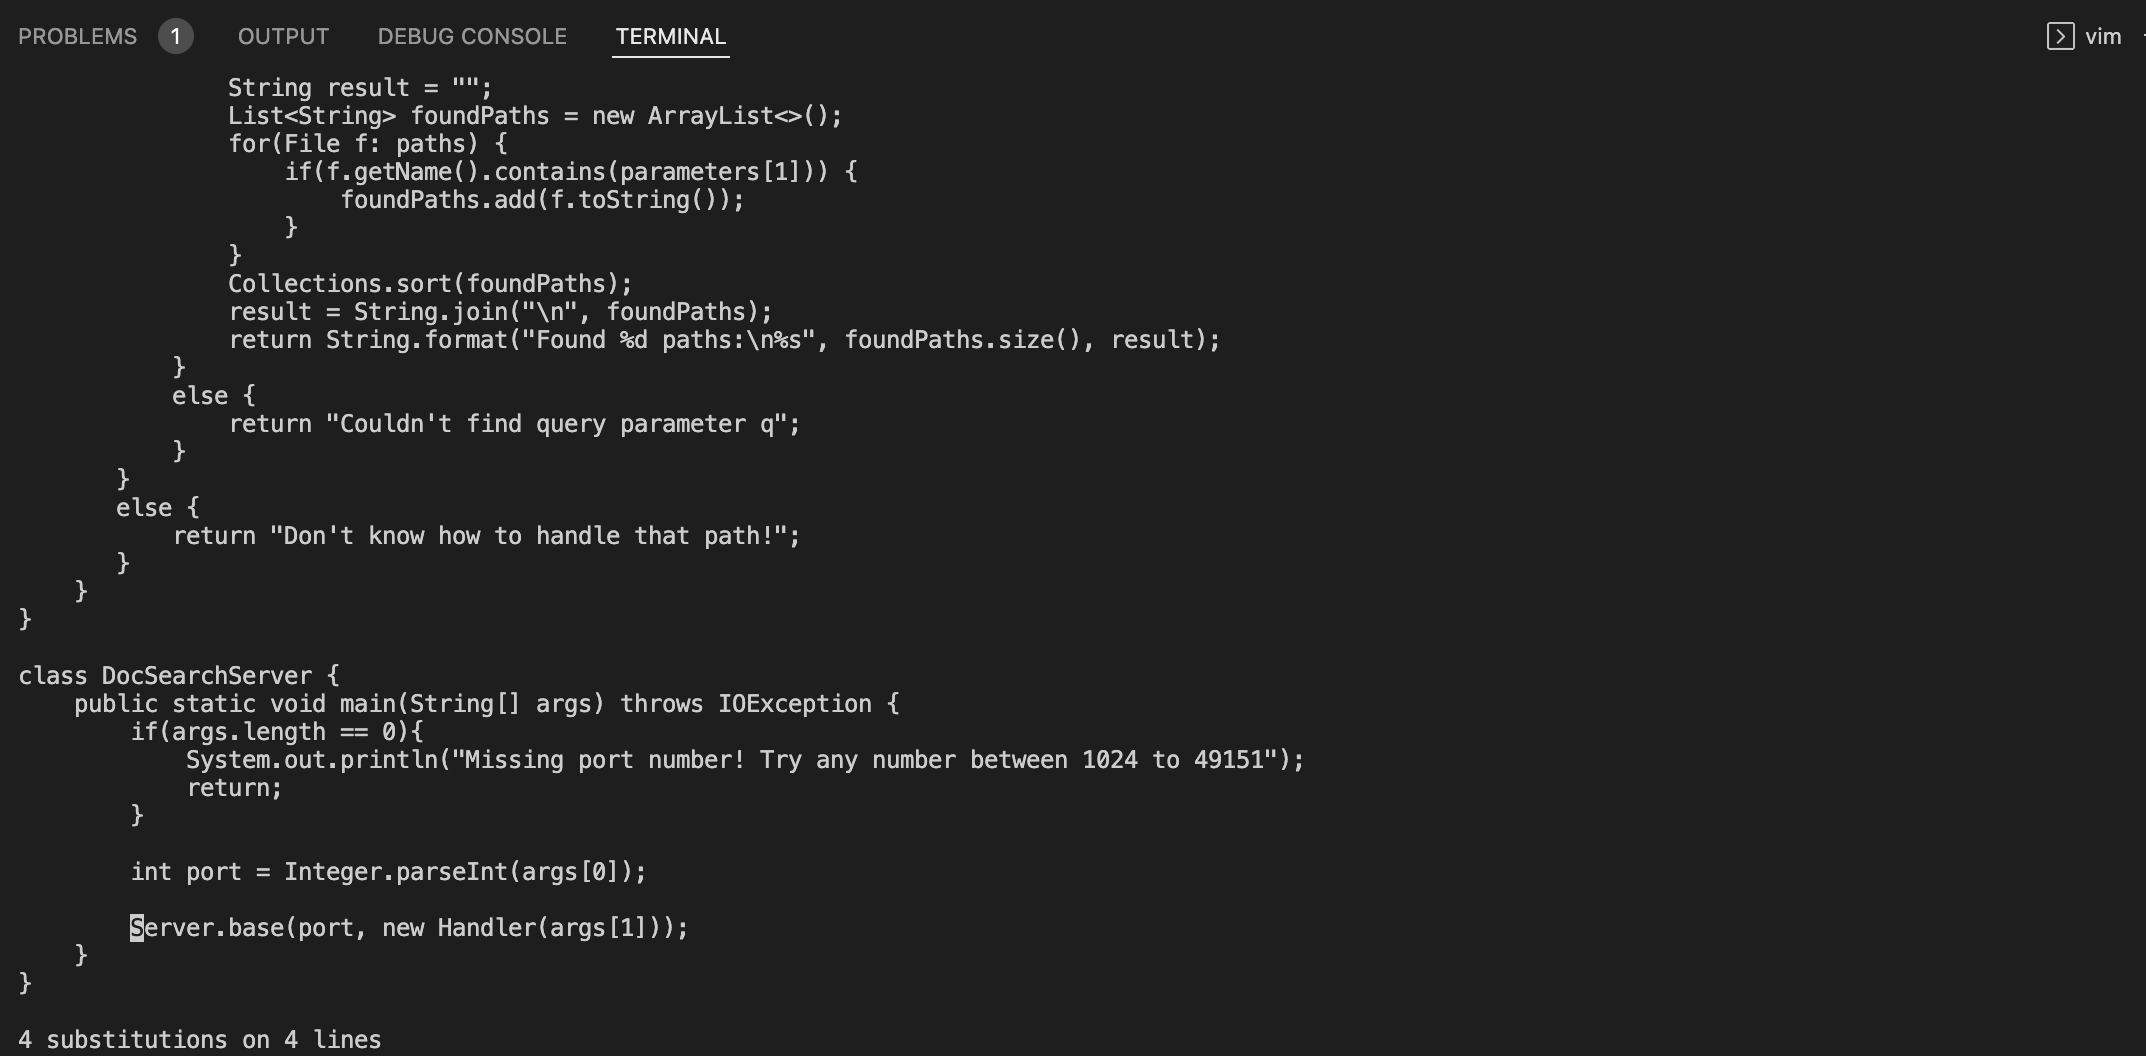 PROBLEMS 1 OUTPUT DEBUG CONSOLE TERMINAL vim
String result = "";
List<String> foundPaths = new ArrayList<>();
for(File f: paths) {
if(f.getName().contains(parameters[1])) {
foundPaths.add(f.toString());
}
}
Collections.sort(foundPaths);
result = String.join("\n", foundPaths);
return String.format("Found %d paths:\n%s", foundPaths.size(), result);
}
else {
return "Couldn't find query parameter q";
}
}
else {
return "Don't know how to handle that path!";
}
}
}
class DocSearchServer {
public static void main(String[] args) throws IOException {
if(args.length == 0){
System.out.println("Missing port number! Try any number between 1024 to 49151");
return;
}
int port = Integer.parseInt(args[0]);
Server.base(port, new Handler(args[1]));
}
}
4 substitutions on 4 lines